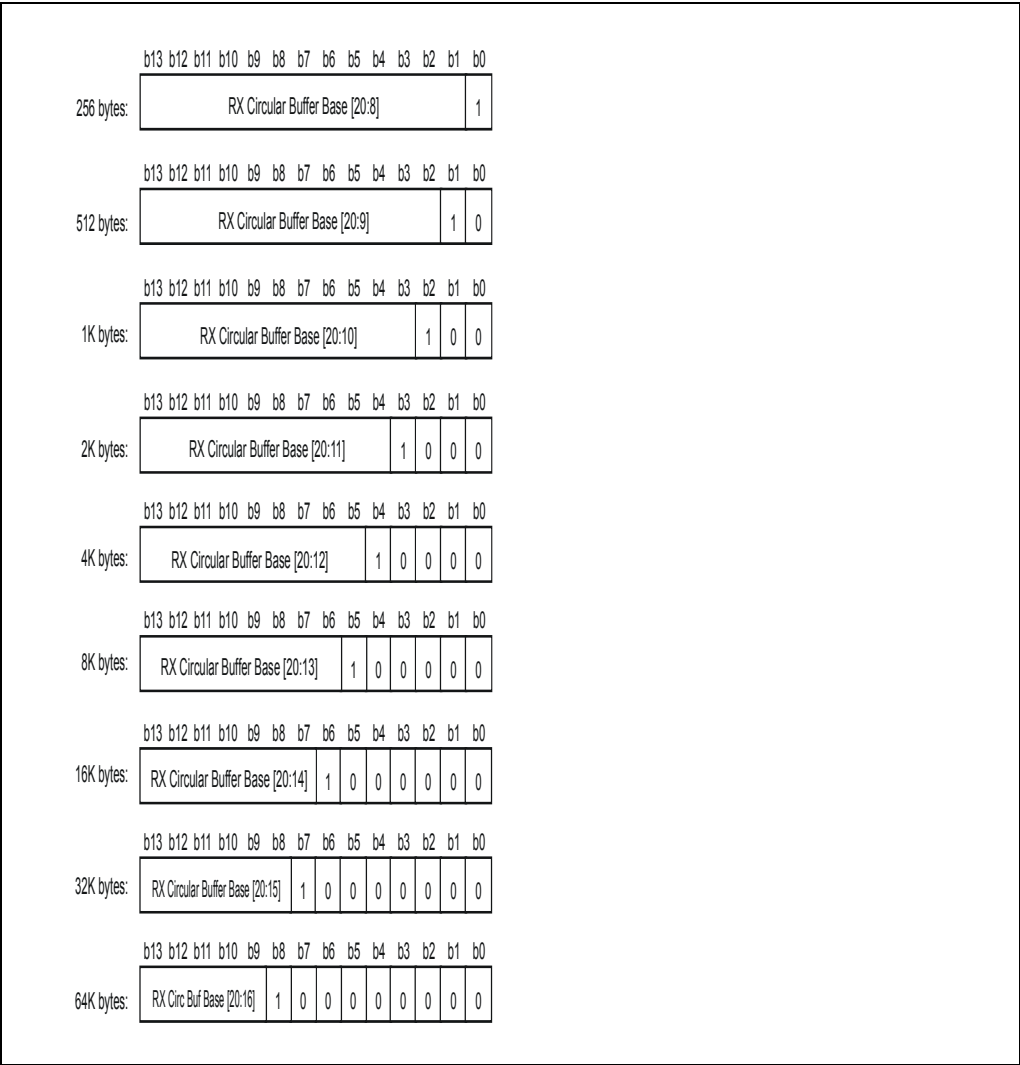 b13 b12 b11 b10 b9 b8 b7 b6 b5 b4 b3 b2 b1 b0
256 bytes: RX Circular Buffer Base [20:8] 1
b13 b12 b11 b10 b9 b8 b7 b6 b5 b4 b3 b2 b1 b0
512 bytes: RX Circular Buffer Base [20:9] 1 0
b13 b12 b11 b10 b9 b8 b7 b6 b5 b4 b3 b2 b1 b0
1K bytes: RX Circular Buffer Base [20:10] 1 0 0
b13 b12 b11 b10 b9 b8 b7 b6 b5 b4 b3 b2 b1 b0
2K bytes: RX Circular Buffer Base [20:11] 1 0 0 0
b13 b12 b11 b10 b9 b8 b7 b6 b5 b4 b3 b2 b1 b0
4K bytes: RX Circular Buffer Base [20:12] 1 0 0 0 0
b13 b12 b11 b10 b9 b8 b7 b6 b5 b4 b3 b2 b1 b0
8K bytes: RX Circular Buffer Base [20:13] 1 0 0 0 0 0
b13 b12 b11 b10 b9 b8 b7 b6 b5 b4 b3 b2 b1 b0
16K bytes: RX Circular Buffer Base [20:14] 1 0 0 0 0 0 0
b13 b12 b11 b10 b9 b8 b7 b6 b5 b4 b3 b2 b1 b0
32K bytes: RX Circular Buffer Base [20:15] 1 0 0 0 0 0 0 0
b13 b12 b11 b10 b9 b8 b7 b6 b5 b4 b3 b2 b1 b0
64K bytes: RX Circ Buf Base [20:16] 1 0 0 0 0 0 0 0 0